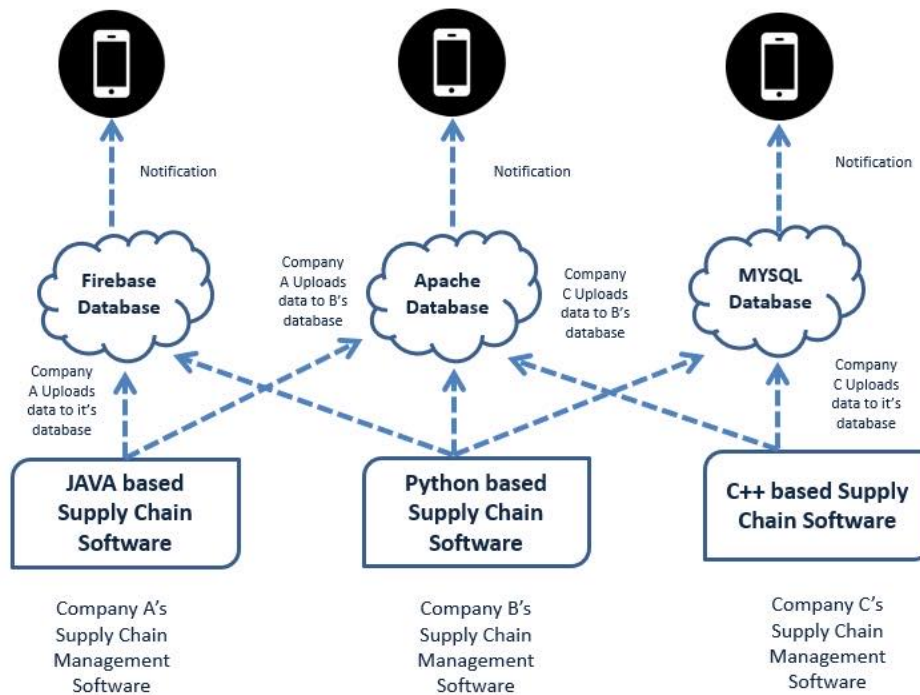 Notification
Notification
Notification
Firebase
Database
Company
A Uploads
data to B's
database
Apache
Database
Company
C Uploads
data to B's
database
MYSQL
Database
Company
A Uploads
data to it's
database
Company
C Uploads
data to it's
database
JAVA based
Supply Chain
Software
Python based
Supply Chain
Software
C++ based Supply
Chain Software
Company A's
Supply Chain
Management
Software
Company B's
Supply Chain
Management
Software
Company C's
Supply Chain
Management
Software